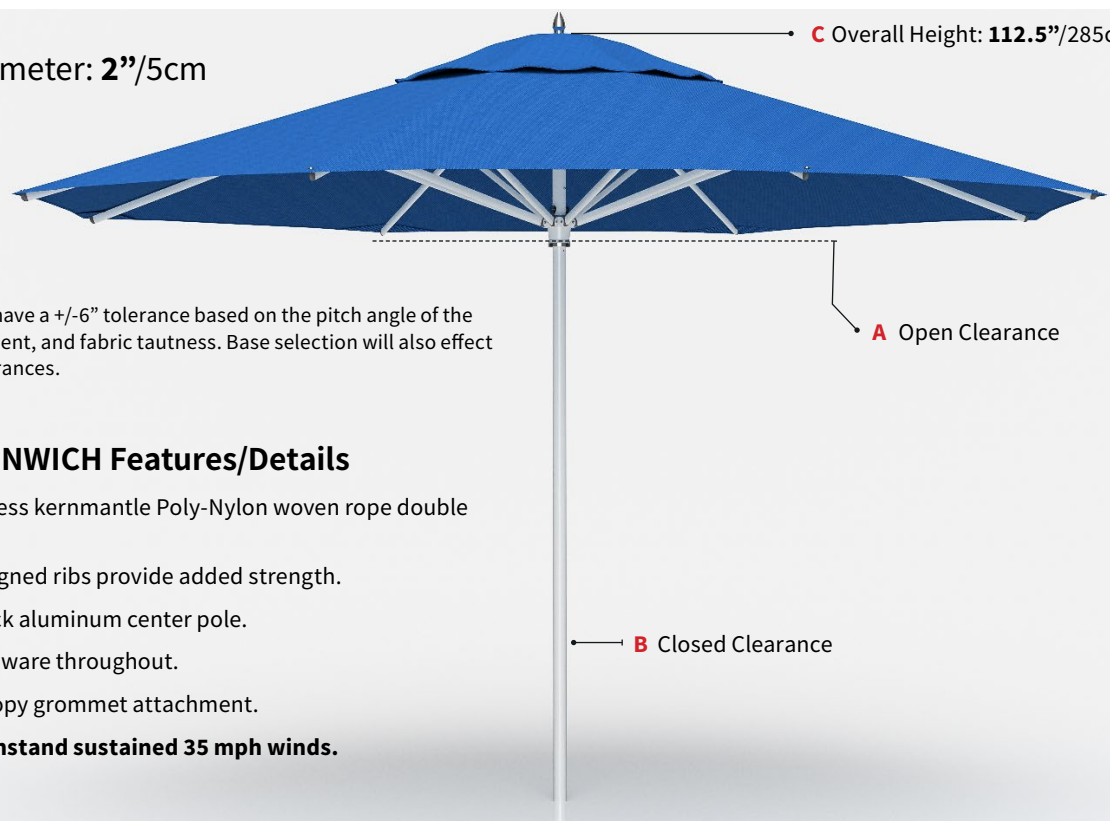 C Overall Height: 112.5”/285c
meter: 2”/5cm
have a +/-6” tolerance based on the pitch angle of the
ent, and fabric tautness. Base selection will also effect
rances.
A Open Clearance
NWICH Features/Details
ess kernmantle Poly-Nylon woven rope double
gned ribs provide added strength.
ck aluminum center pole.
B Closed Clearance
ware throughout.
opy grommet attachment.
nstand sustained 35 mph winds.